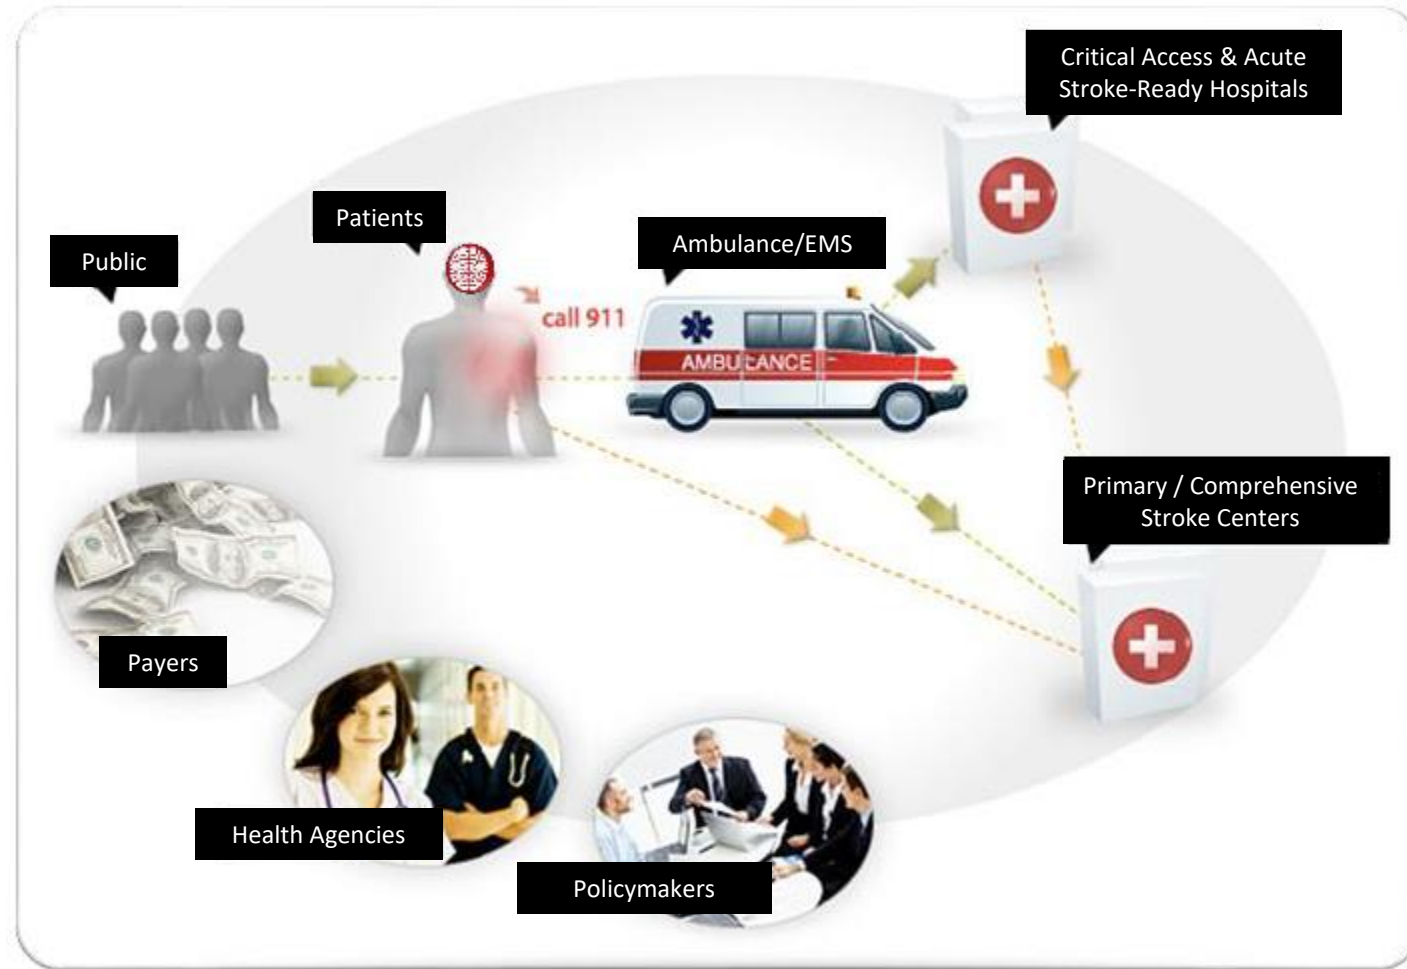 Critical Access & Acute
Stroke-Ready Hospitals
Patients
Ambulance/EMS
Public
call 911
AMBULANCE
Primary / Comprehensive
Stroke Centers
Payers
Health Agencies
Policymakers